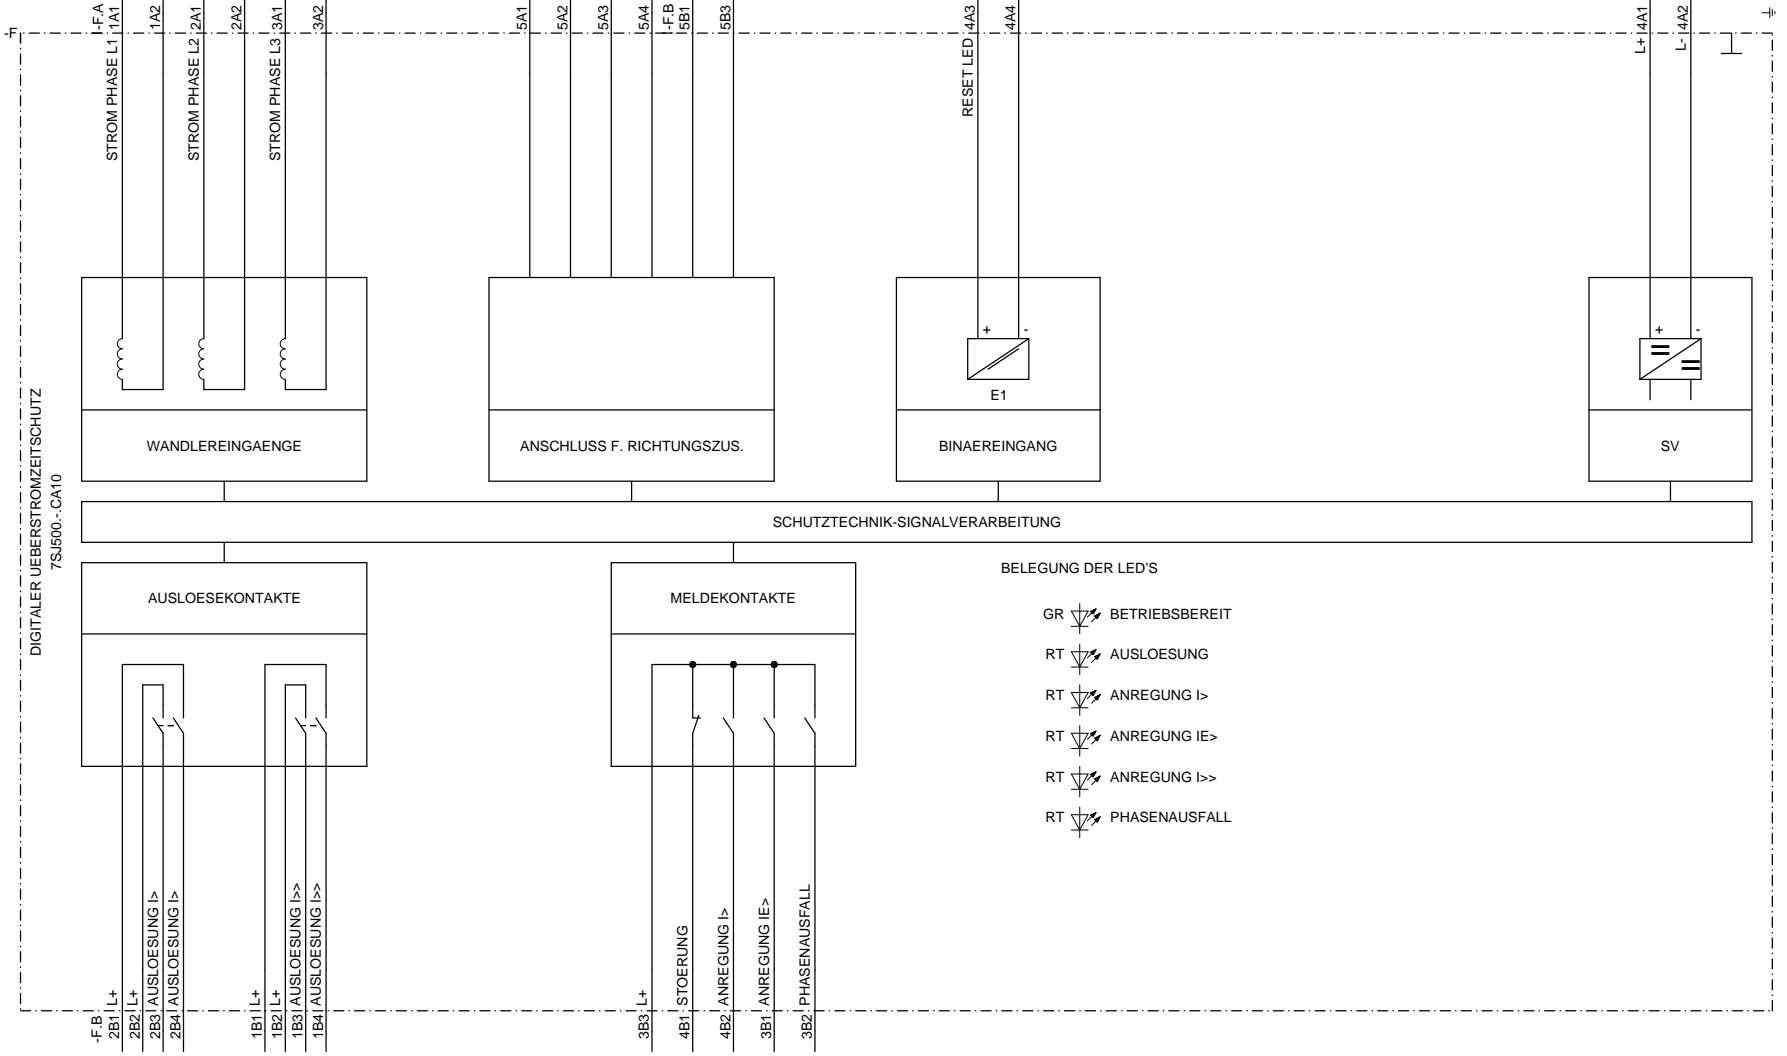 -F
-F.A
1A1
1A2
2A1
2A2
3A1
3A2
5A1
5A2
5A3
5A4
-F.B
5B1
5B3
4A3
4A4
4A1
4A2
STROM PHASE L1
STROM PHASE L2
STROM PHASE L3
RESET LED
L+
L-
+ -
E1
+ -
WANDLEREINGAENGE
ANSCHLUSS F. RICHTUNGSZUS.
BINAEREINGANG
SV
DIGITALER UEBERSTROMZEITSCHUTZ
7SJ500.-.CA10
SCHUTZTECHNIK-SIGNALVERARBEITUNG
AUSLOESEKONTAKTE
MELDEKONTAKTE
BELEGUNG DER LED'S
GR BETRIEBSBEREIT
RT AUSLOESUNG
RT ANREGUNG I>
RT ANREGUNG IE>
RT ANREGUNG I>>
RT PHASENAUSFALL
-F.B
2B1 L+
2B2 L+
2B3 AUSLOESUNG I>
2B4 AUSLOESUNG I>
1B1 L+
1B2 L+
1B3 AUSLOESUNG I>>
1B4 AUSLOESUNG I>>
3B3 L+
4B1 STOERUNG
4B2 ANREGUNG I>
3B1 ANREGUNG IE>
3B2 PHASENAUSFALL